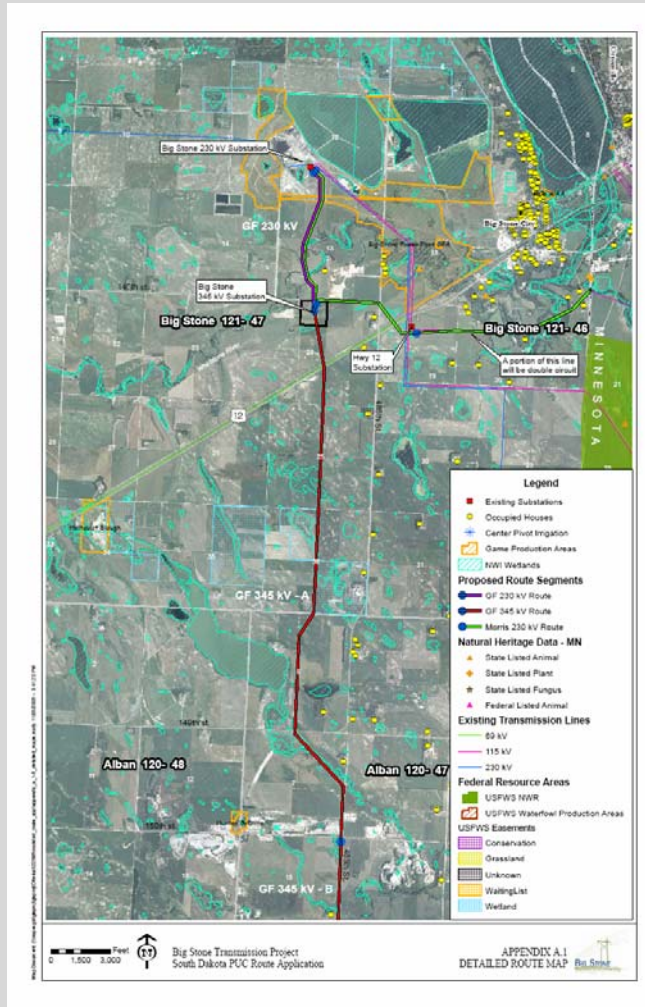 Big Stone 230 kV Substation
GF 230 kV
Big Stone City
Big Stone
345 kV Substation
Big Stone 121- 47
Big Stone 121- 46
Hwy 12
Substation
A portion of this line
will be double circuit
MINNESOTA
12
GF 345 kV - A
149th st.
Alban 120- 48
Alban 120- 47
150th st.
GF 345 kV - B
Legend
Existing Substations
Occupied Houses
Center Pivot Irrigation
Game Production Areas
NWI Wetlands
Proposed Route Segments
GF 230 kV Route
GF 345 kV Route
Morris 230 kV Route
Natural Heritage Data - MN
State Listed Animal
State Listed Plant
State Listed Fungus
Federal Listed Animal
Existing Transmission Lines
69 kV
115 kV
230 kV
Federal Resource Areas
USFWS NWR
USFWS Waterfowl Production Areas
USFWS Easements
Conservation
Grassland
Unknown
WaitingList
Wetland
Feet
0 1,500 3,000
Big Stone Transmission Project
South Dakota PUC Route Application
APPENDIX A.1
DETAILED ROUTE MAP
BIG STONE